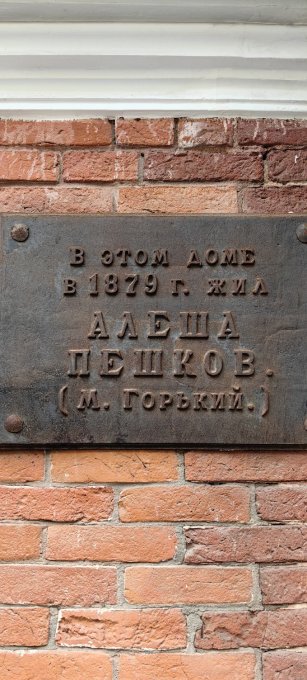 В ЭТОМ ДОМЕ
В 1879 Г. ЖИЛ
АЛЕША
ПЕШКОВ.
(М. ГОРЬКИЙ.)